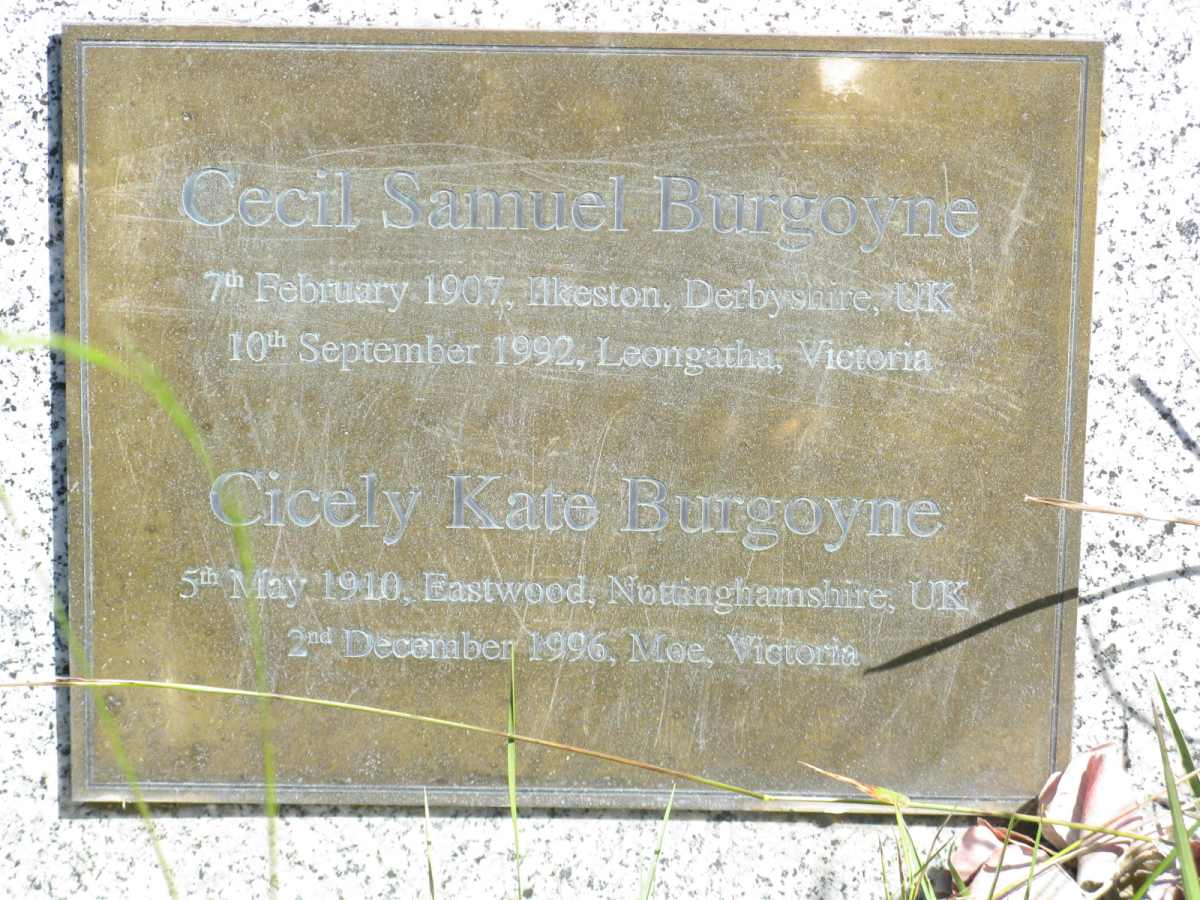 Cecil Samuel Burgoyne
7th February 1907, Ilkeston, Derbyshire, UK
10th September 1992, Leongatha, Victoria
Cicely Kate Burgoyne
5th May 1910, Eastwood, Nottinghamshire, UK
2nd December 1996, Moe, Victoria